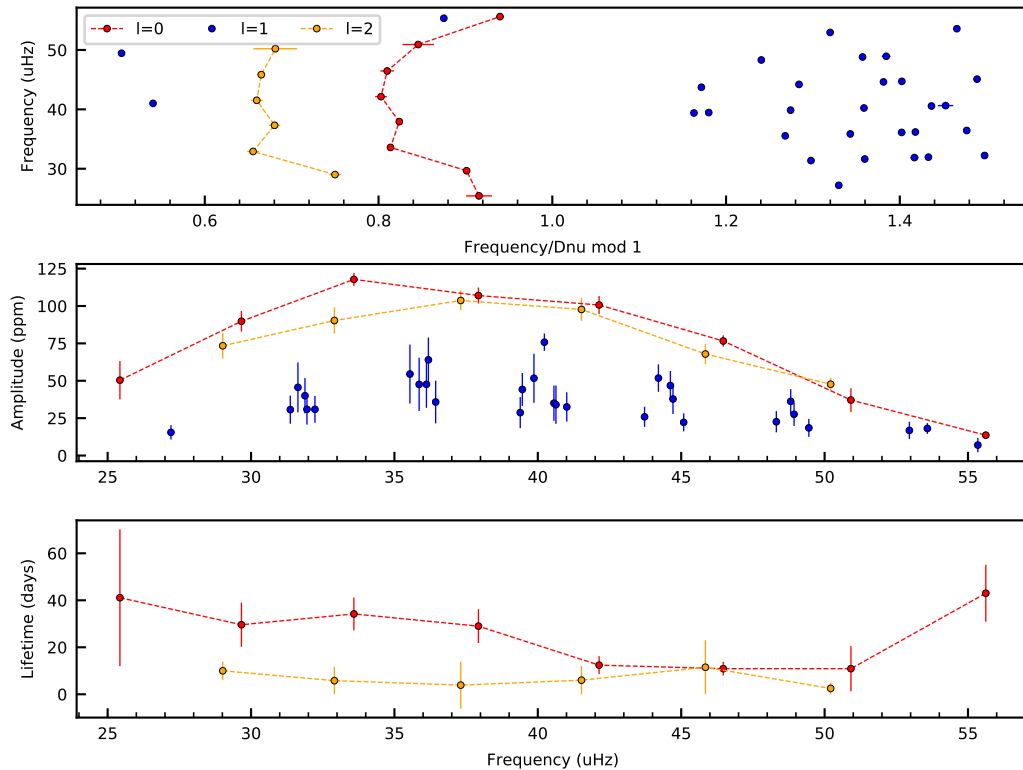 l=0 l=1 l=2
Frequency (uHz)
50
40
30
0.6 0.8 1.0 1.2 1.4
Frequency/Dnu mod 1
Amplitude (ppm)
125
100
75
50
25
0
25 30 35 40 45 50 55
Lifetime (days)
60
40
20
0
25 30 35 40 45 50 55
Frequency (uHz)